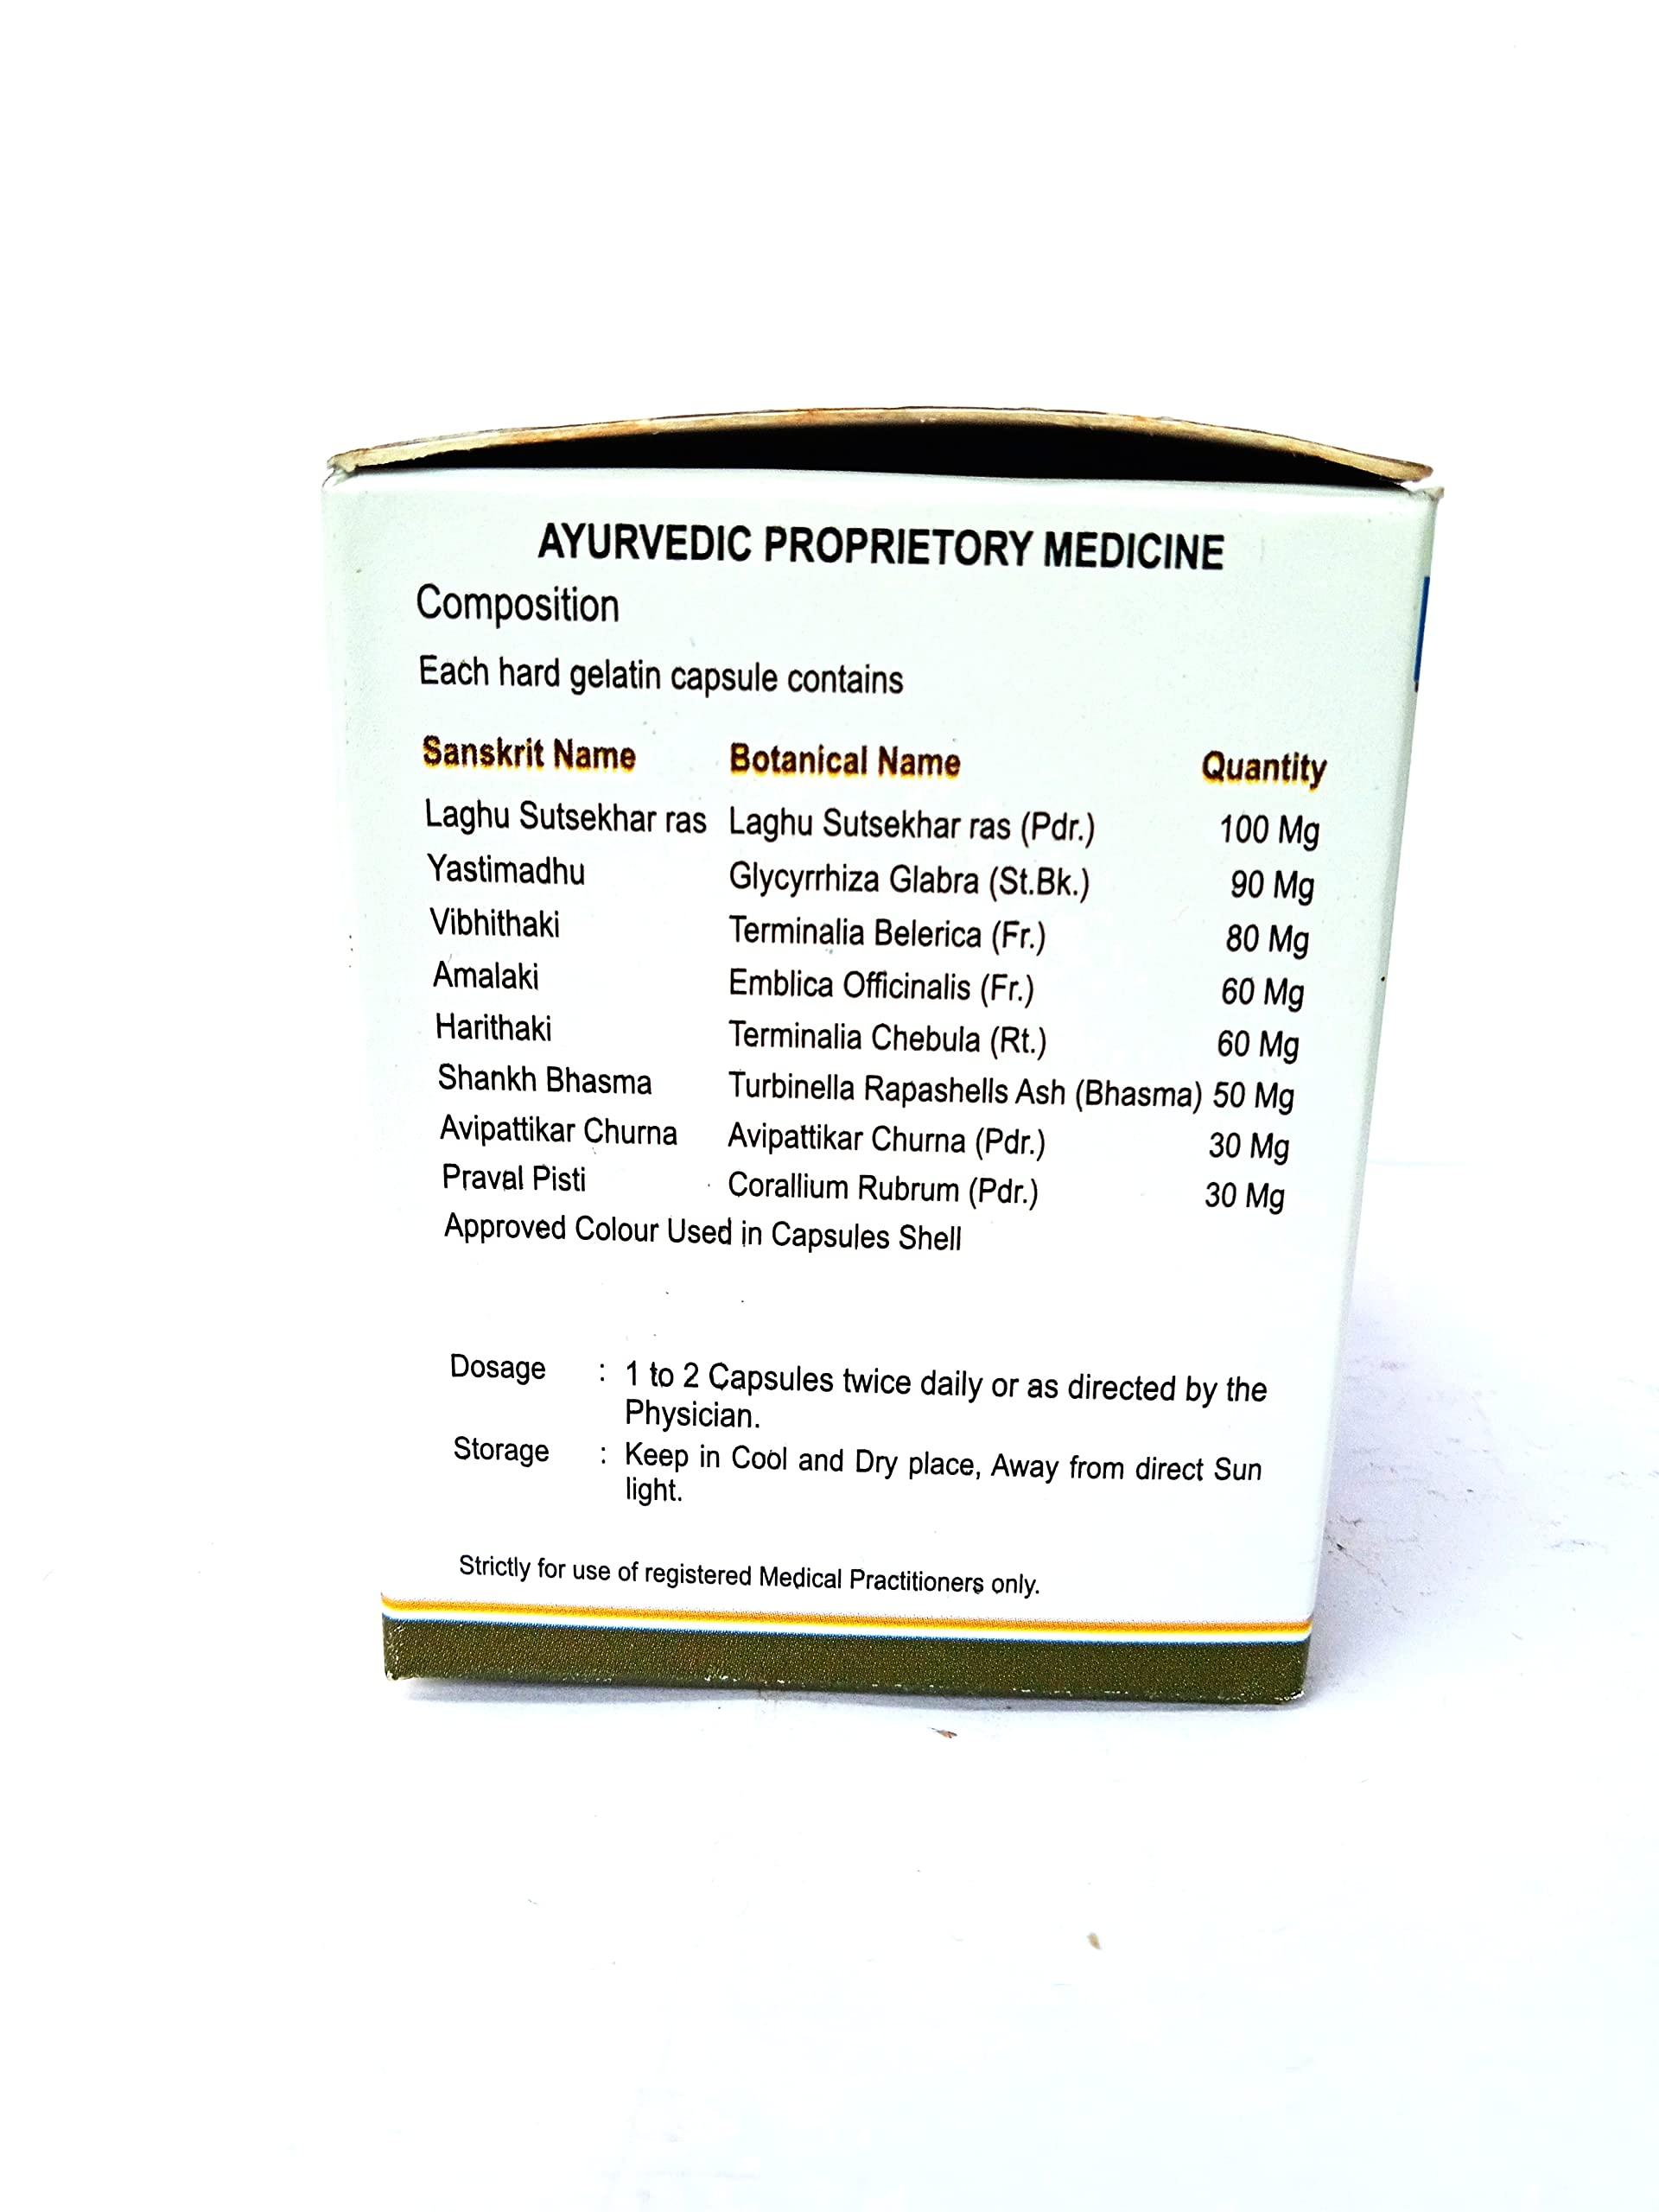 AYURVEDIC PROPRIETORY MEDICINE
Composition
Each hard gelatin capsule contains
Sanskrit Name Botanical Name Quantity
Laghu Sutsekhar ras Laghu Sutsekhar ras (Pdr.) 100 Mg
Yastimadhu Glycyrrhiza Glabra (St.Bk.) 90 Mg
Vibhithaki Terminalia Belerica (Fr.) 80 Mg
Amalaki Emblica Officinalis (Fr.) 60 Mg
Harithaki Terminalia Chebula (Rt.) 60 Mg
Shankh Bhasma Turbinella Rapashells Ash (Bhasma) 50 Mg
Avipattikar Churna Avipattikar Churna (Pdr.) 30 Mg
Praval Pisti Corallium Rubrum (Pdr.) 30 Mg
Approved Colour Used in Capsules Shell
Dosage : 1 to 2 Capsules twice daily or as directed by the
Physician.
Storage : Keep in Cool and Dry place, Away from direct Sun
light.
Strictly for use of registered Medical Practitioners only.